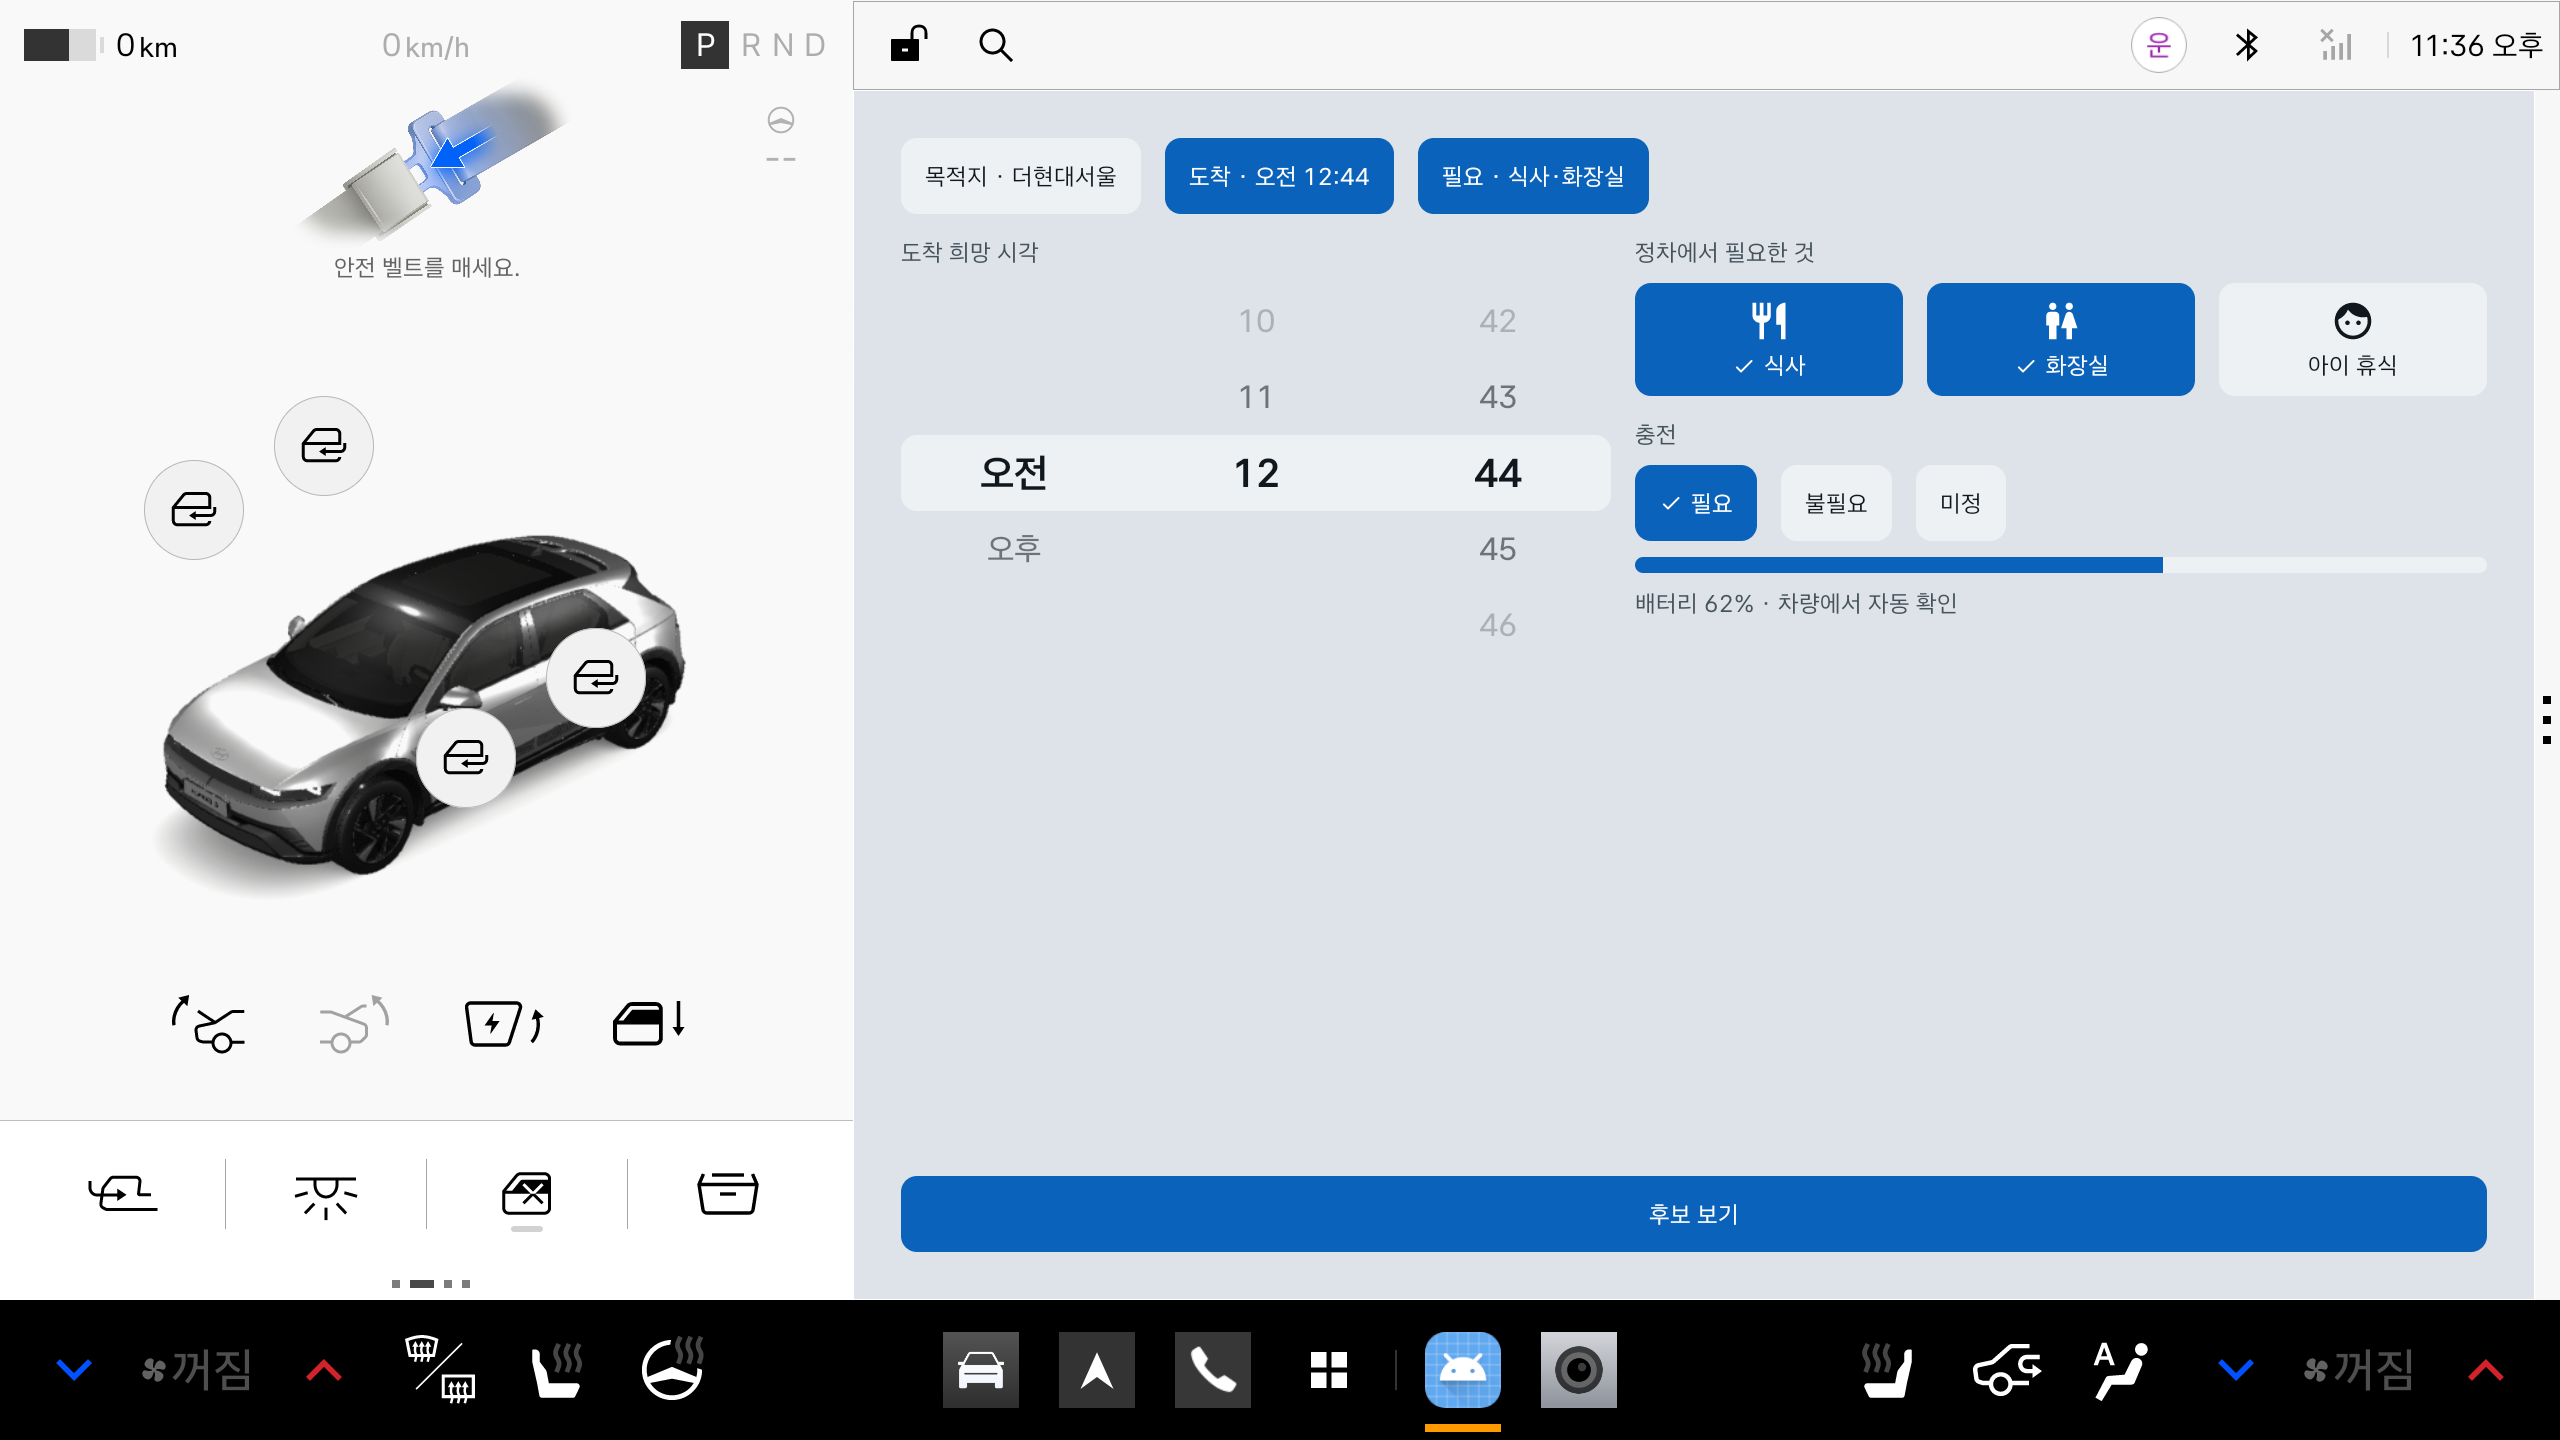 0 km
0 km/h
P R N D
11:36 오후
운
--
안전 벨트를 매세요.
목적지 · 더현대서울
도착 · 오전 12:44
필요 · 식사·화장실
도착 희망 시각
10 42
11 43
오전 12 44
오후 45
46
정차에서 필요한 것
식사
화장실
아이 휴식
충전
필요
불필요
미정
배터리 62% · 차량에서 자동 확인
후보 보기
꺼짐
A
꺼짐